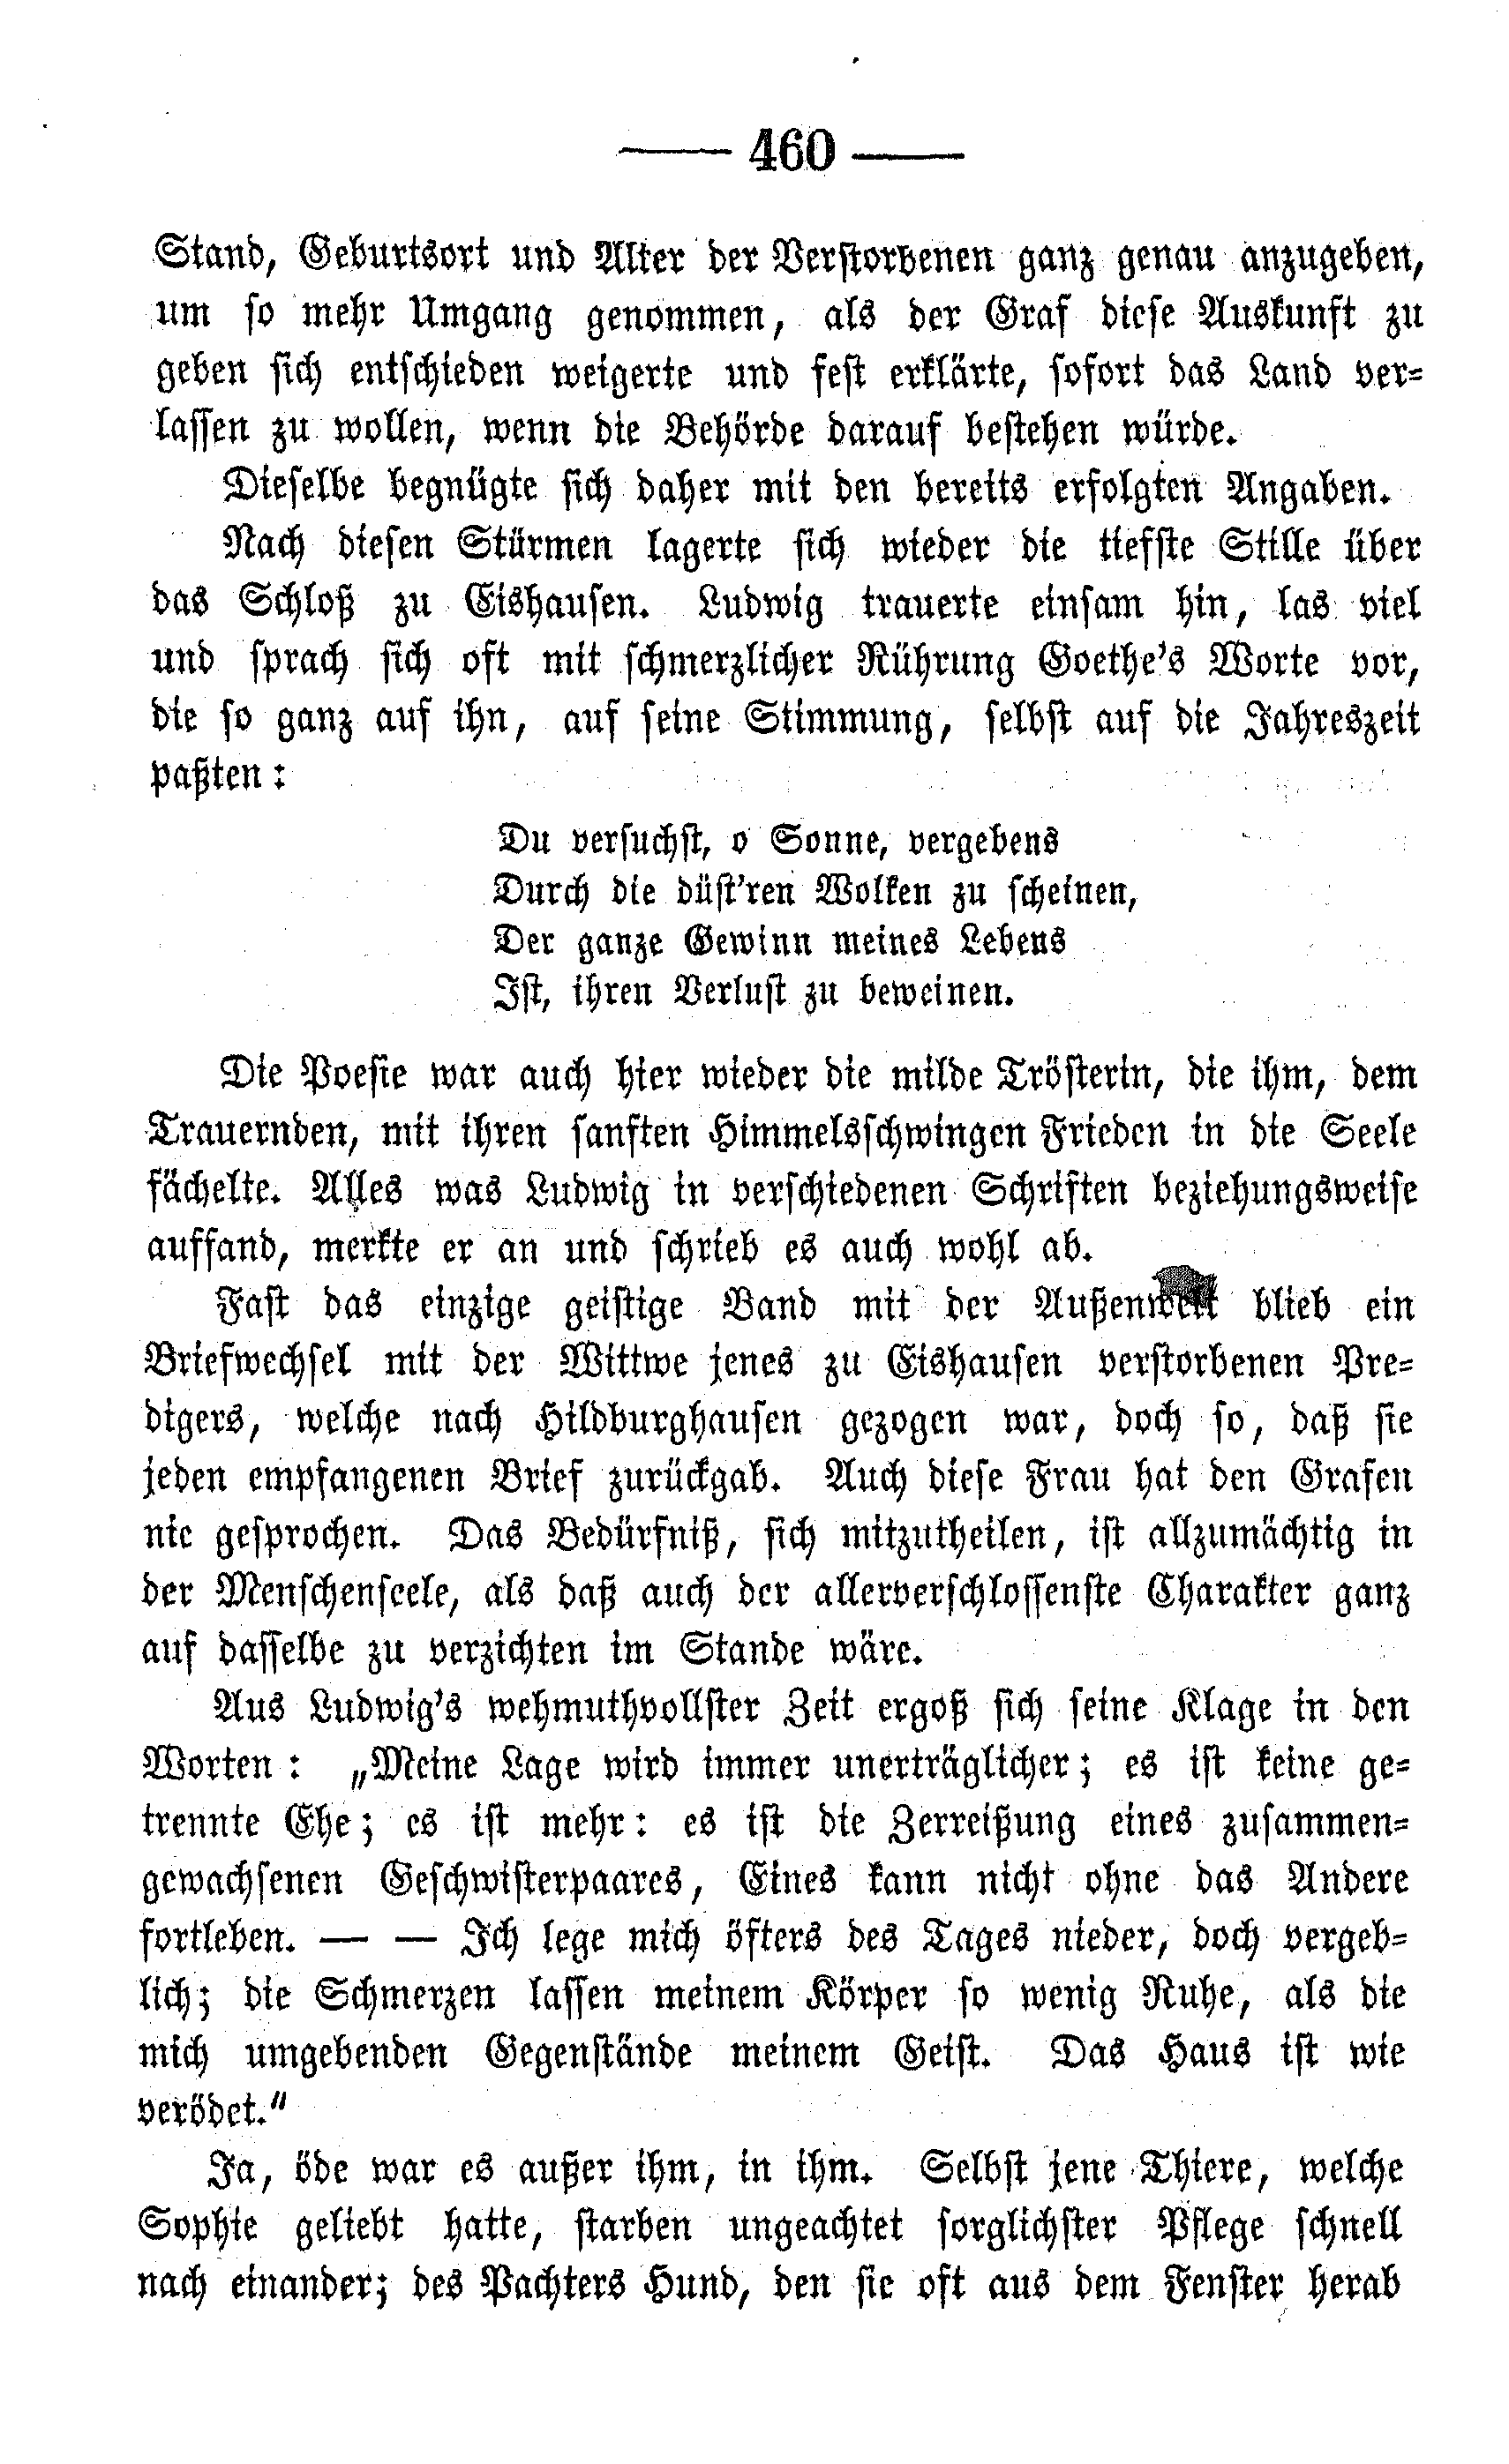 — 460 —
Stand, Geburtsort und Alter der Verstorbenen ganz genau anzugeben,
um so mehr Umgang genommen, als der Graf diese Auskunft zu
geben sich entschieden weigerte und fest erklärte, sofort das Land ver=
lassen zu wollen, wenn die Behörde darauf bestehen würde.
Dieselbe begnügte sich daher mit den bereits erfolgten Angaben.
Nach diesen Stürmen lagerte sich wieder die tiefste Stille über
das Schloß zu Eishausen. Ludwig trauerte einsam hin, las viel
und sprach sich oft mit schmerzlicher Rührung Goethe's Worte vor,
die so ganz auf ihn, auf seine Stimmung, selbst auf die Jahreszeit
paßten:
Du versuchst, o Sonne, vergebens
Durch die düst'ren Wolken zu scheinen,
Der ganze Gewinn meines Lebens
Ist, ihren Verlust zu beweinen.
Die Poesie war auch hier wieder die milde Trösterin, die ihm, dem
Trauernden, mit ihren sanften Himmelsschwingen Frieden in die Seele
fächelte. Alles was Ludwig in verschiedenen Schriften beziehungsweise
auffand, merkte er an und schrieb es auch wohl ab.
Fast das einzige geistige Band mit der Außenwelt blieb ein
Briefwechsel mit der Wittwe jenes zu Eishausen verstorbenen Pre=
digers, welche nach Hildburghausen gezogen war, doch so, daß sie
jeden empfangenen Brief zurückgab. Auch diese Frau hat den Grafen
nie gesprochen. Das Bedürfniß, sich mitzutheilen, ist allzumächtig in
der Menschenseele, als daß auch der allerverschlossenste Charakter ganz
auf dasselbe zu verzichten im Stande wäre.
Aus Ludwig's wehmuthvollster Zeit ergoß sich seine Klage in den
Worten: „Meine Lage wird immer unerträglicher; es ist keine ge=
trennte Ehe; es ist mehr: es ist die Zerreißung eines zusammen=
gewachsenen Geschwisterpaares, Eines kann nicht ohne das Andere
fortleben. — — Ich lege mich öfters des Tages nieder, doch vergeb=
lich; die Schmerzen lassen meinem Körper so wenig Ruhe, als die
mich umgebenden Gegenstände meinem Geist. Das Haus ist wie
verödet."
Ja, öde war es außer ihm, in ihm. Selbst jene Thiere, welche
Sophie geliebt hatte, starben ungeachtet sorglichster Pflege schnell
nach einander; des Pachters Hund, den sie oft aus dem Fenster herab